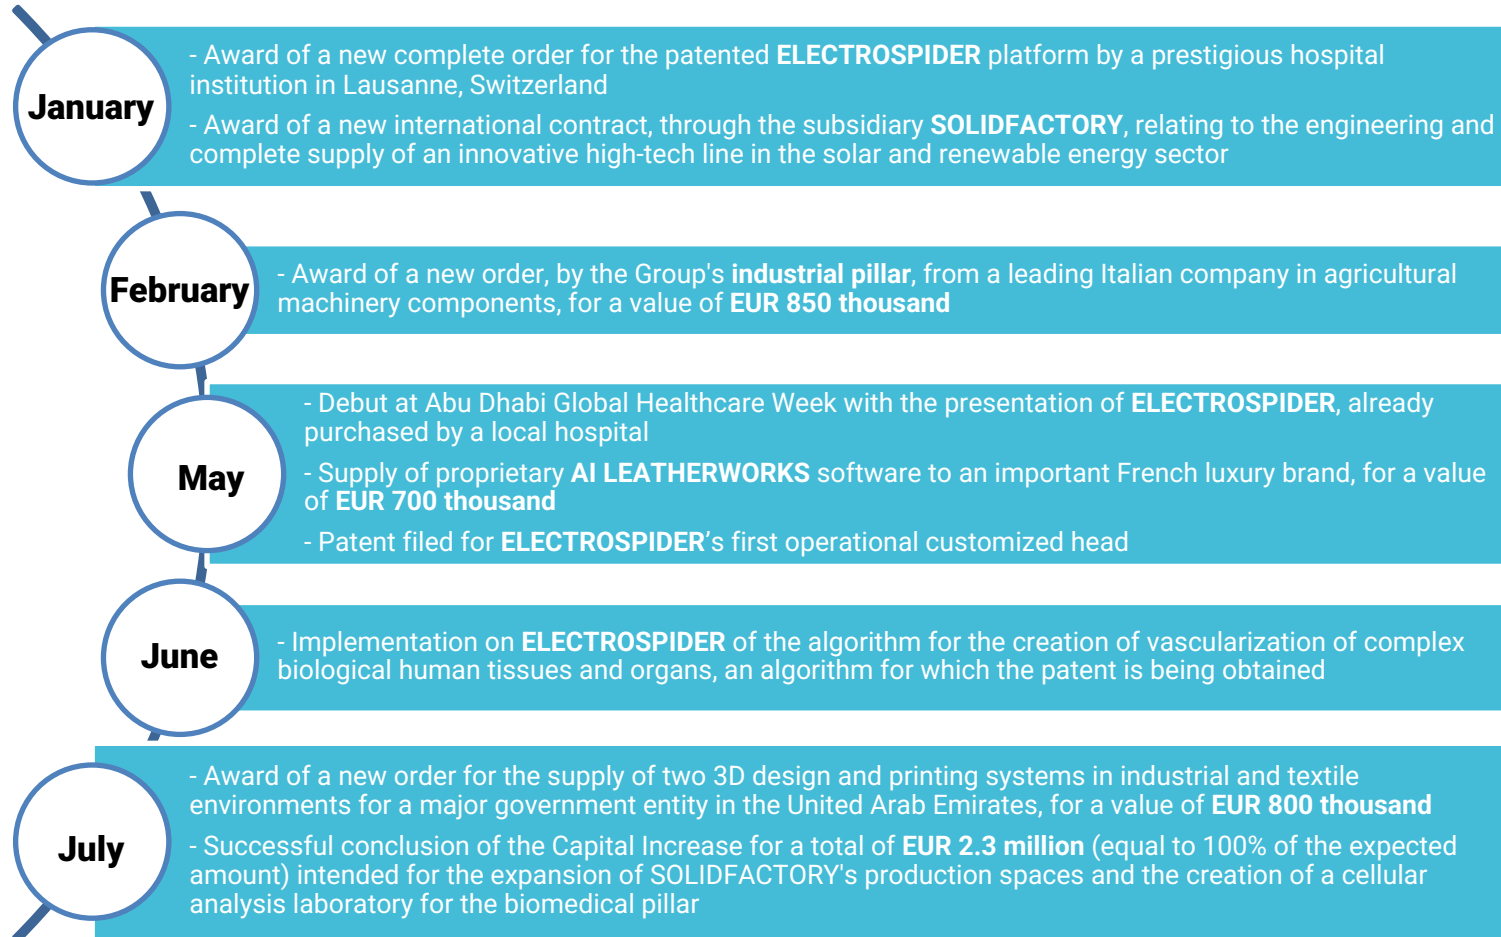 January
- Award of a new complete order for the patented ELECTROSPIDER platform by a prestigious hospital
institution in Lausanne, Switzerland
- Award of a new international contract, through the subsidiary SOLIDFACTORY, relating to the engineering and
complete supply of an innovative high-tech line in the solar and renewable energy sector
February
- Award of a new order, by the Group's industrial pillar, from a leading Italian company in agricultural
machinery components, for a value of EUR 850 thousand
May
- Debut at Abu Dhabi Global Healthcare Week with the presentation of ELECTROSPIDER, already
purchased by a local hospital
- Supply of proprietary AI LEATHERWORKS software to an important French luxury brand, for a value
of EUR 700 thousand
- Patent filed for ELECTROSPIDER’s first operational customized head
June
- Implementation on ELECTROSPIDER of the algorithm for the creation of vascularization of complex
biological human tissues and organs, an algorithm for which the patent is being obtained
July
- Award of a new order for the supply of two 3D design and printing systems in industrial and textile
environments for a major government entity in the United Arab Emirates, for a value of EUR 800 thousand
- Successful conclusion of the Capital Increase for a total of EUR 2.3 million (equal to 100% of the expected
amount) intended for the expansion of SOLIDFACTORY's production spaces and the creation of a cellular
analysis laboratory for the biomedical pillar